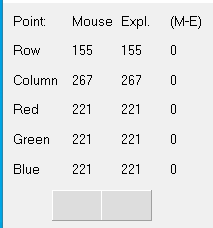 Point: Mouse Expl. (M-E)
Row 155 155 0
Column 267 267 0
Red 221 221 0
Green 221 221 0
Blue 221 221 0